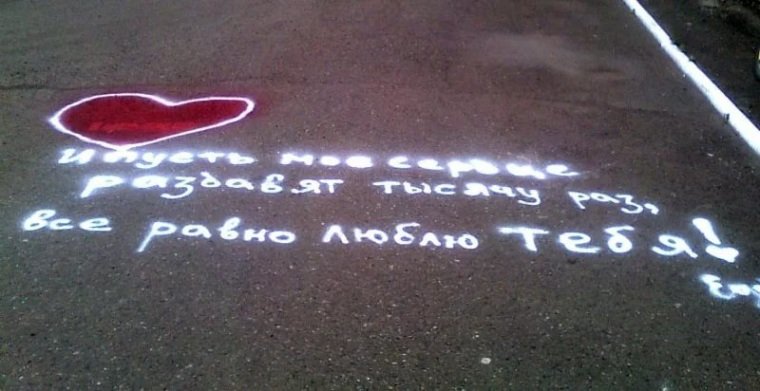 И пусть мое сердце
раздавят тысячу раз,
все равно люблю Тебя!